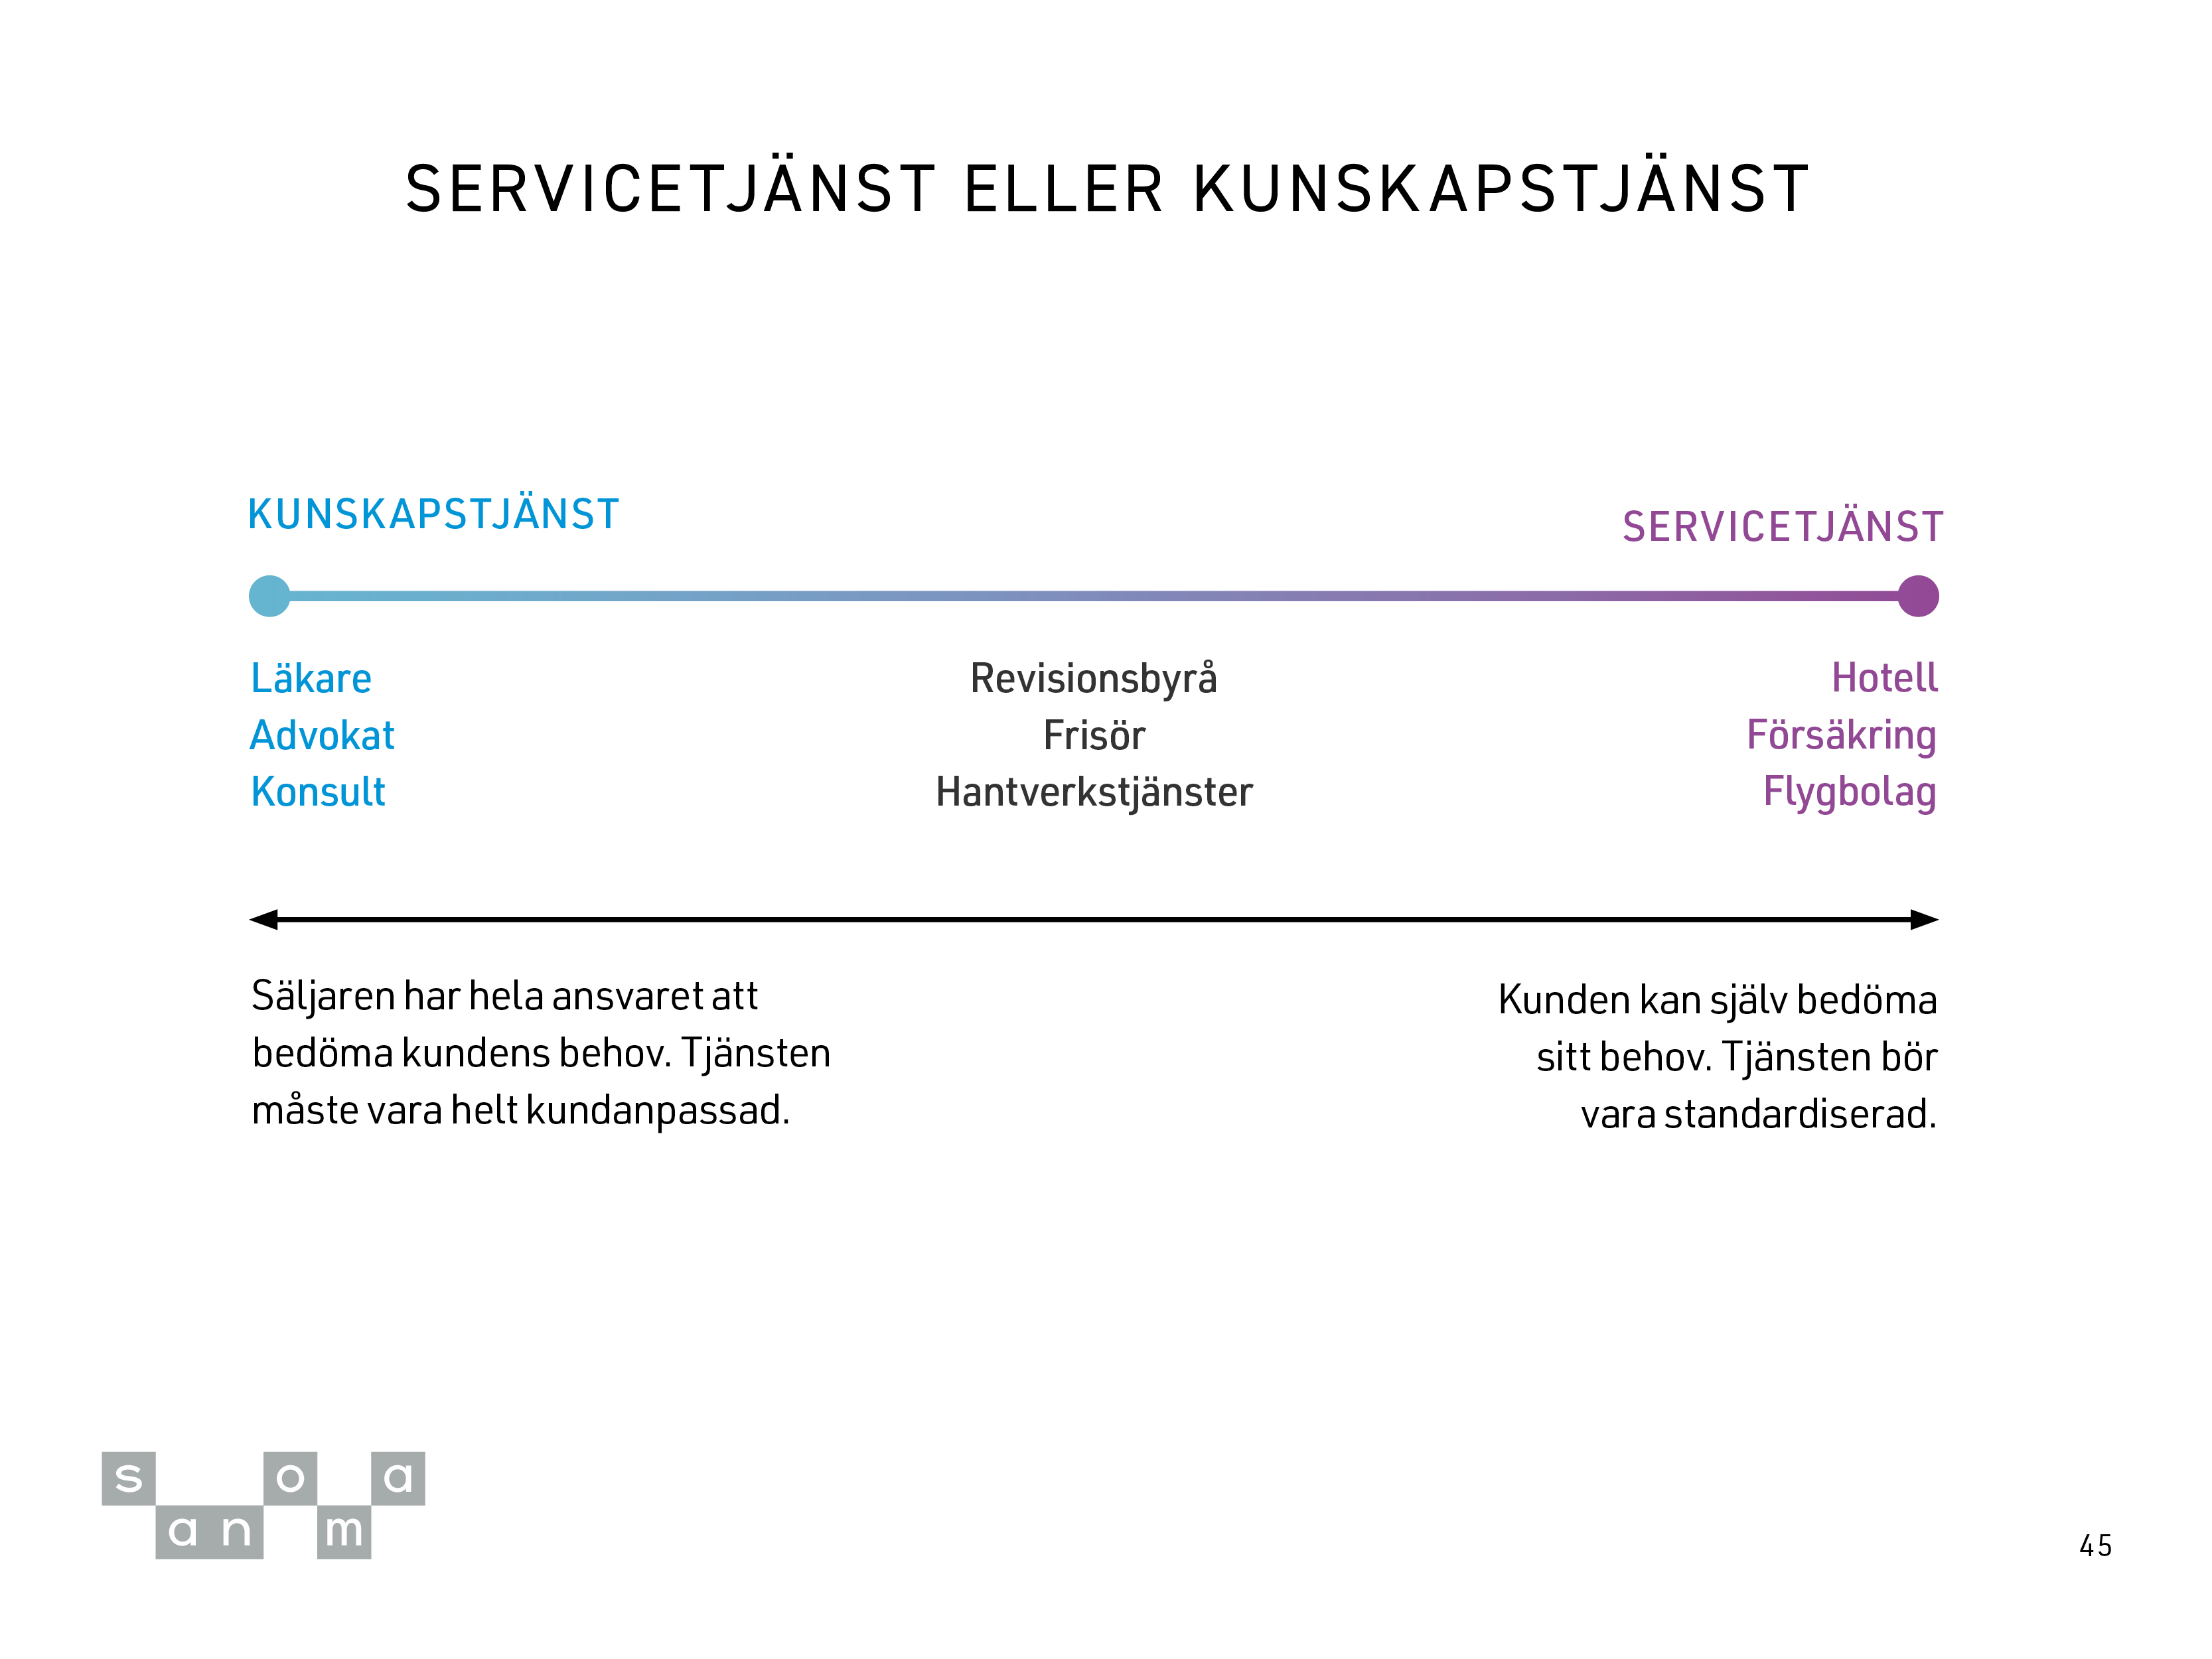 SERVICETJÄNST ELLER KUNSKAPSTJÄNST
KUNSKAPSTJÄNST
SERVICETJÄNST
Läkare
Advokat
Konsult
Revisionsbyrå
Frisör
Hantverkstjänster
Hotell
Försäkring
Flygbolag
Säljaren har hela ansvaret att
bedöma kundens behov. Tjänsten
måste vara helt kundanpassad.
Kunden kan själv bedöma
sitt behov. Tjänsten bör
vara standardiserad.
sanoma
45